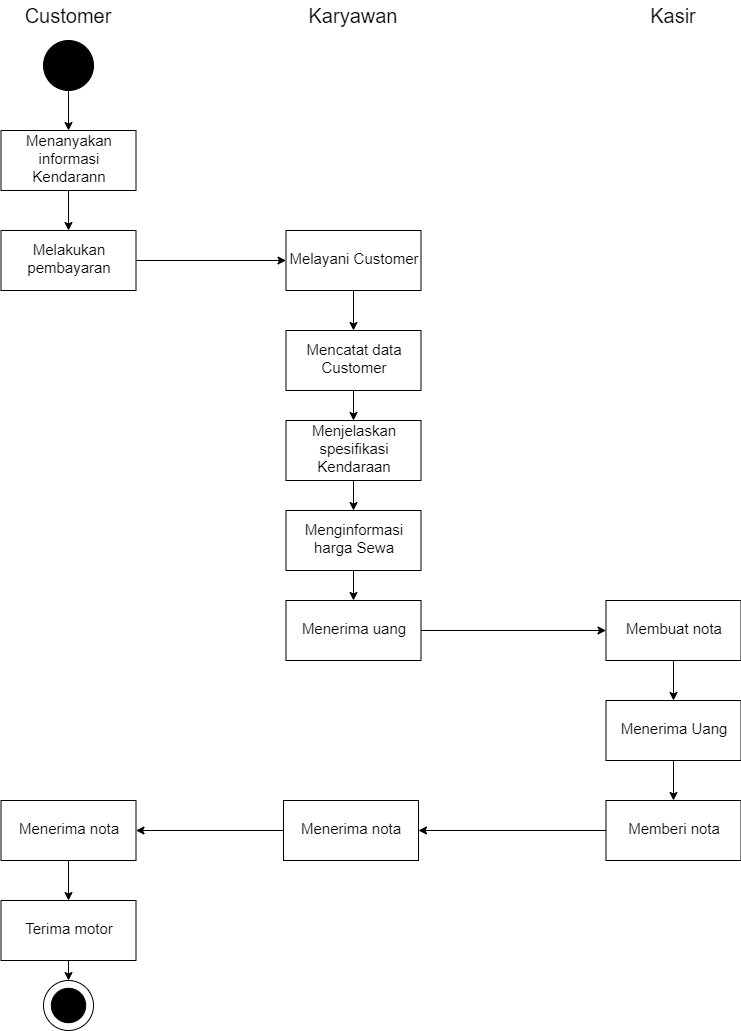 Customer
Karyawan
Kasir
Menanyakan
informasi
Kendarann
Melakukan
pembayaran
Melayani Customer
Mencatat data
Customer
Menjelaskan
spesifikasi
Kendaraan
Menginformasi
harga Sewa
Menerima uang
Membuat nota
Menerima Uang
Menerima nota
Menerima nota
Memberi nota
Terima motor